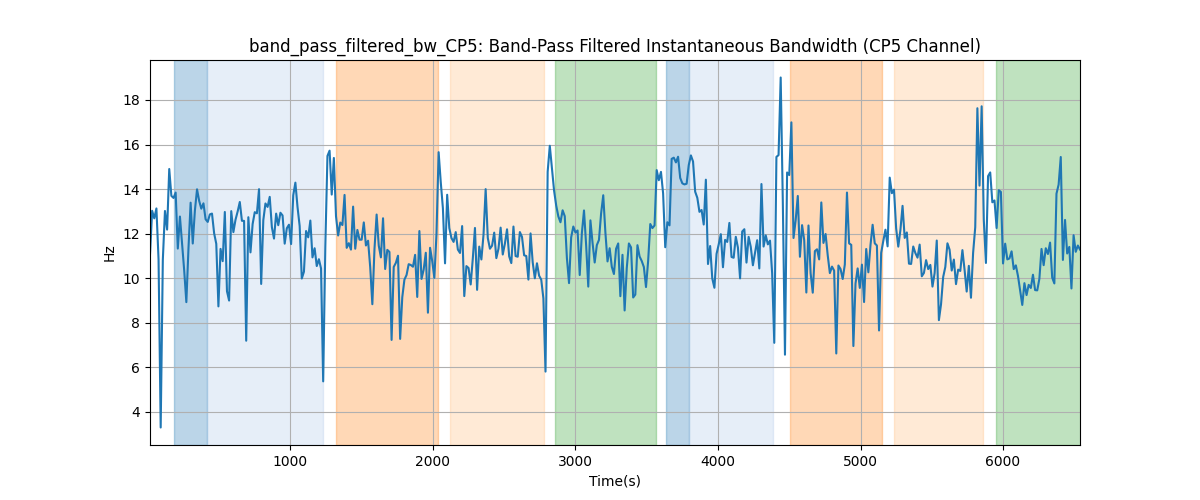 band_pass_filtered_bw_CP5: Band-Pass Filtered Instantaneous Bandwidth (CP5 Channel)
18
16
14
12
10
8
6
4
Hz
1000 2000 3000 4000 5000 6000
Time(s)